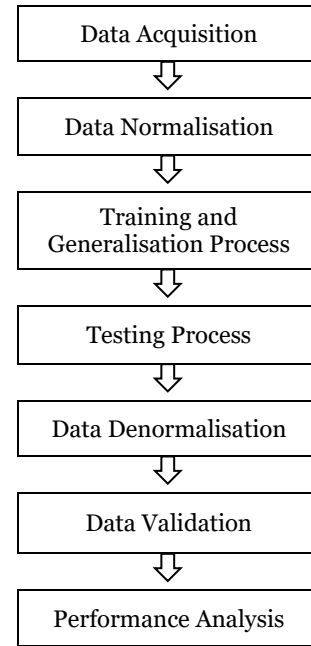 Data Acquisition
Data Normalisation
Training and
Generalisation Process
Testing Process
Data Denormalisation
Data Validation
Performance Analysis